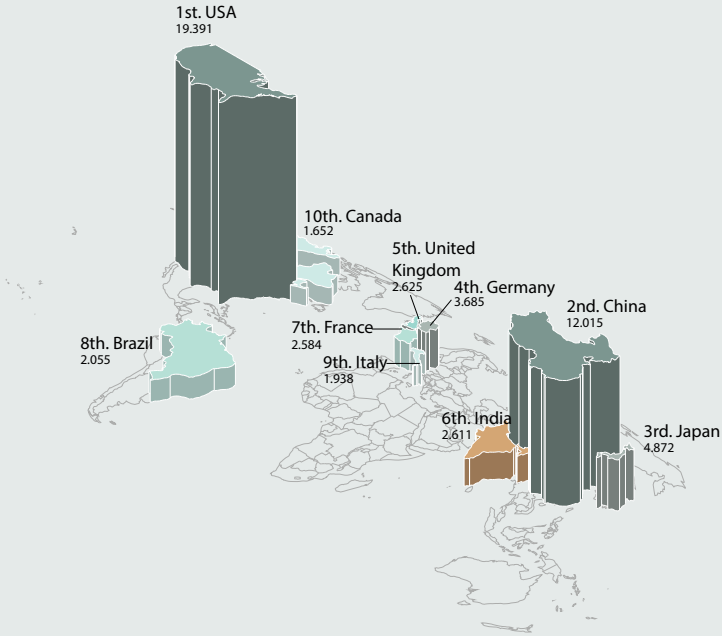 1st. USA
19.391
10th. Canada
1.652
5th. United
Kingdom
2.625
4th. Germany
3.685
2nd. China
12.015
7th. France
2.584
8th. Brazil
2.055
9th. Italy
1.938
6th. India
2.611
3rd. Japan
4.872